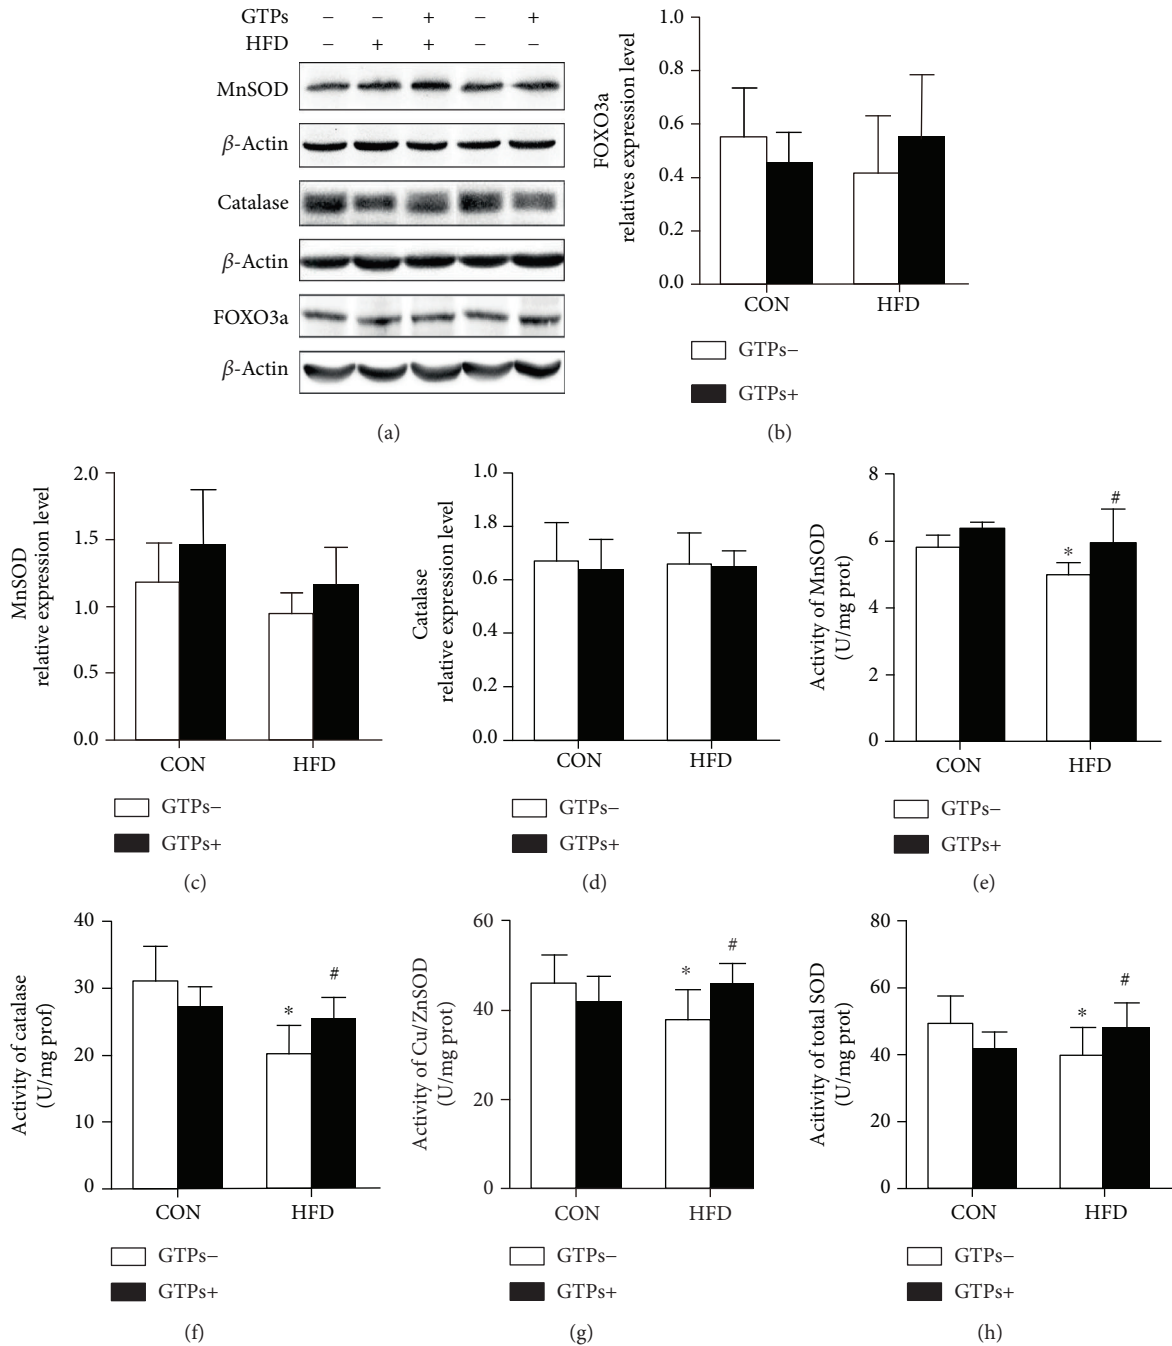 GTPs – – + – +
HFD – + + – –
MnSOD
β-Actin
Catalase
β-Actin
FOXO3a
β-Actin
(a)
FOXO3a
relatives expression level
1.0
0.8
0.6
0.4
0.2
0.0
CON HFD
GTPs–
GTPs+
(b)
MnSOD
relative expression level
2.0
1.5
1.0
0.5
0.0
CON HFD
GTPs–
GTPs+
(c)
Catalase
relative expression level
1.0
1.8
0.6
0.4
0.2
0.0
CON HFD
GTPs–
GTPs+
(d)
Activity of MnSOD
(U/mg prot)
8
6
4
2
0
* #
CON HFD
GTPs–
GTPs+
(e)
Activity of catalase
(U/mg prof)
40
30
20
10
0
* #
CON HFD
GTPs–
GTPs+
(f)
Activity of Cu/ZnSOD
(U/mg prot)
60
40
20
0
* #
CON HFD
GTPs–
GTPs+
(g)
Acitivity of total SOD
(U/mg prot)
80
60
40
20
0
* #
CON HFD
GTPs–
GTPs+
(h)